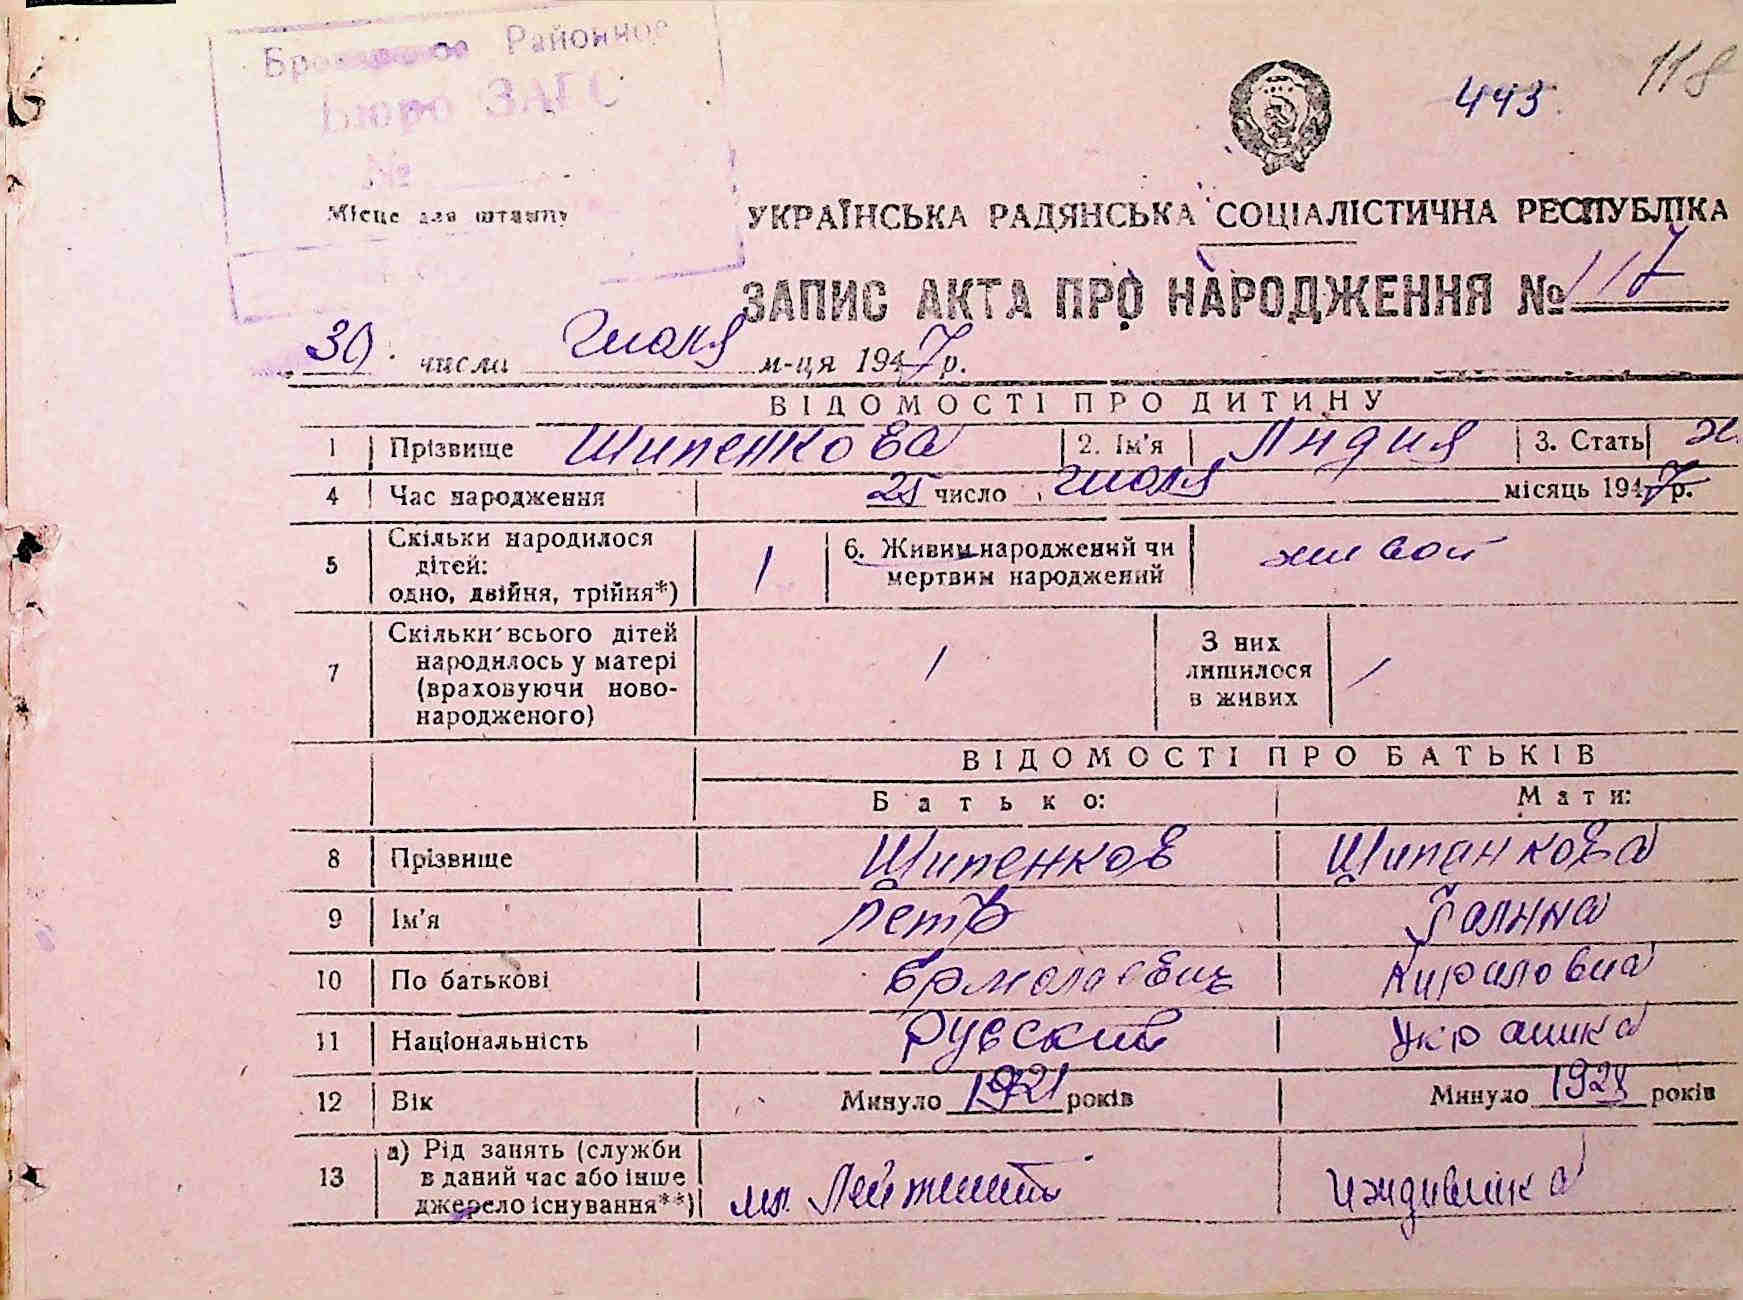 Районное
Бюро ЗАГС
№
443.
118
Місце для штампу
УКРАЇНСЬКА РАДЯНСЬКА СОЦІАЛІСТИЧНА РЕСПУБЛІКА
ЗАПИС АКТА ПРО НАРОДЖЕННЯ № 117
30 числа Июля м-ця 1947 р.
ВІДОМОСТІ ПРО ДИТИНУ
1 Прізвище Шипенкова 2. Ім'я Лидия 3. Стать ж.
4 Час народження 25 число июля місяць 1947 р.
5 Скільки народилося дітей: одно, двійня, трійня*) 1 6. Живим народжений чи мертвим народжений живой
7 Скільки всього дітей народилось у матері (враховуючи новонародженого) 1 З них лишилося в живих 1
ВІДОМОСТІ ПРО БАТЬКІВ
Батько: Мати:
8 Прізвище Шипенков Шипенкова
9 Ім'я Петр Галина
10 По батькові Ермолаевич Кириловна
11 Національність Русский Украинка
12 Вік Минуло 1921 років Минуло 1928 років
13 а) Рід занять (служби в даний час або інше джерело існування**) мл. Лейтенант иждивенка